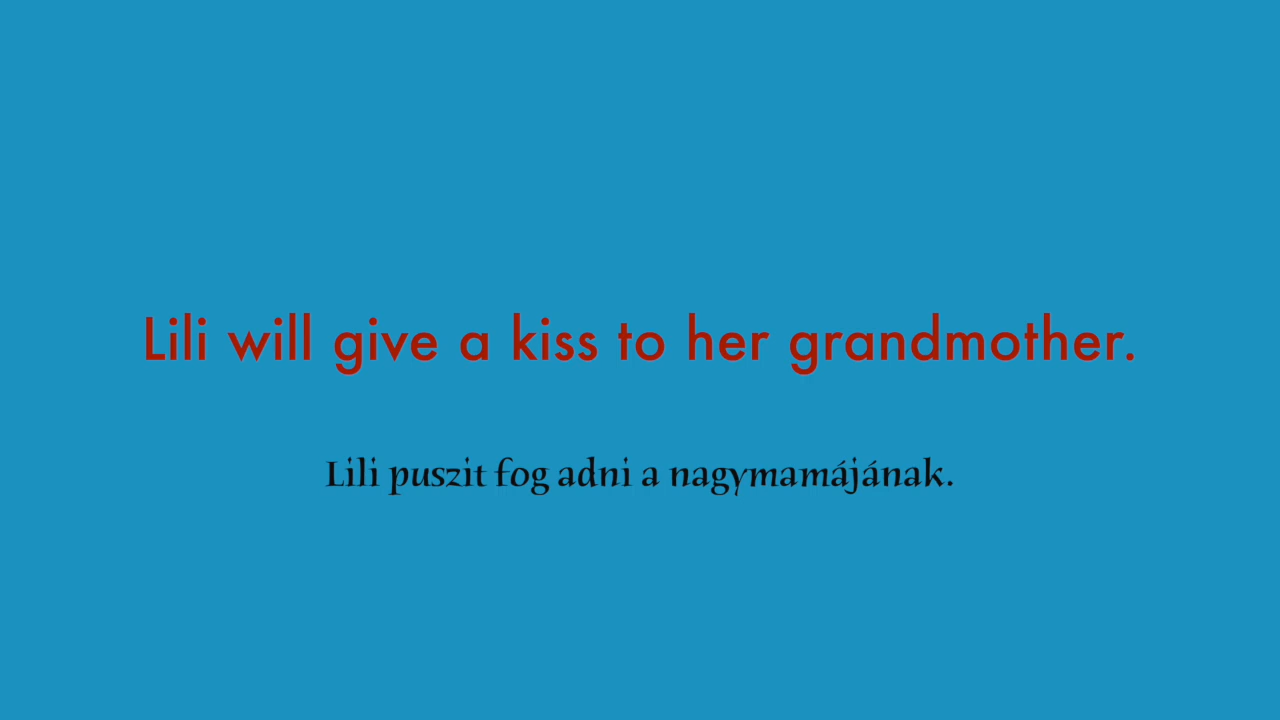 Lili will give a kiss to her grandmother.
Lili puszit fog adni a nagymamájának.